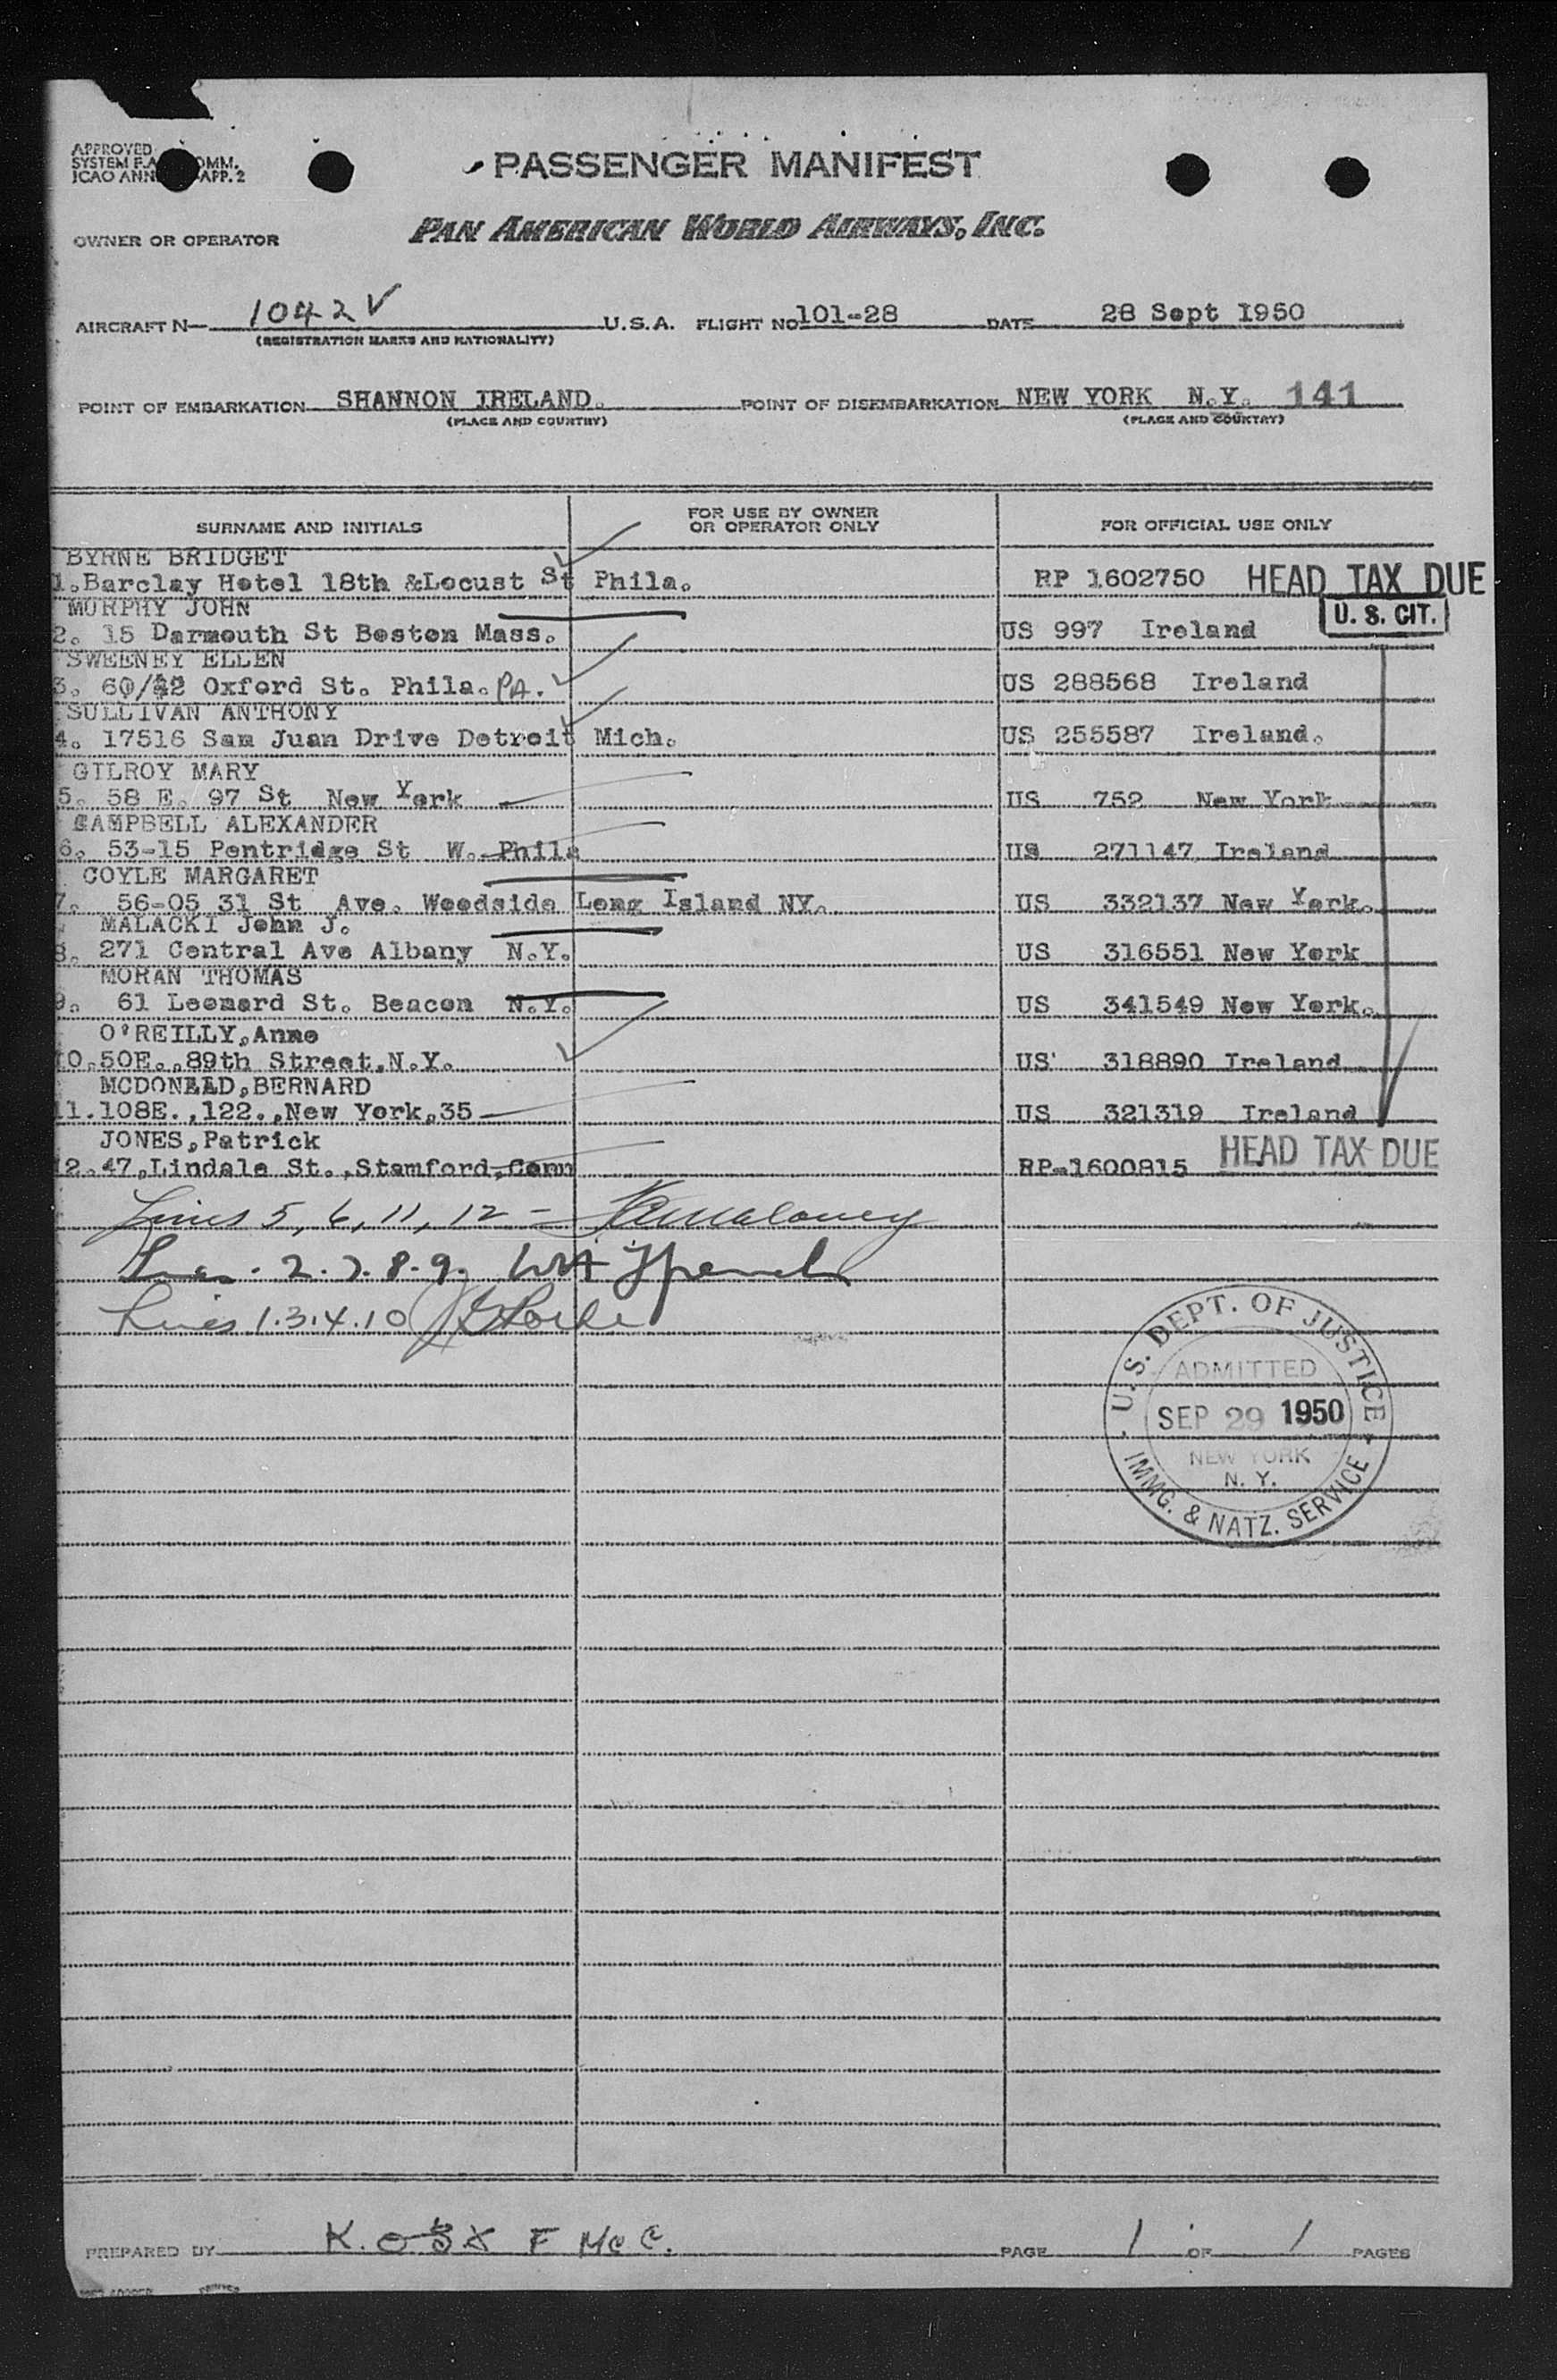 APPROVED
SYSTEM F.A OMM.
ICAO ANN APP. 2
PASSENGER MANIFEST
OWNER OR OPERATOR
PAN AMERICAN WORLD AIRWAYS, INC.
AIRCRAFT N— 1042V U.S.A. FLIGHT NO 101-28 DATE 28 Sept 1950
(REGISTRATION MARKS AND NATIONALITY)
POINT OF EMBARKATION SHANNON IRELAND. POINT OF DISEMBARKATION NEW YORK N.Y. 141
(PLACE AND COUNTRY) (PLACE AND COUNTRY)
SURNAME AND INITIALS FOR USE BY OWNER OR OPERATOR ONLY FOR OFFICIAL USE ONLY
BYRNE BRIDGET
1. Barclay Hotel 18th &Locust St Phila. RP 1602750 HEAD TAX DUE
MURPHY JOHN
2. 15 Darmouth St Boston Mass. US 997 Ireland U. S. CIT.
SWEENEY ELLEN
3. 60/42 Oxford St. Phila. PA. US 288568 Ireland
SULLIVAN ANTHONY
4. 17516 San Juan Drive Detroit Mich. US 255587 Ireland.
GILROY MARY
5. 58 E. 97 St New York US 752 New York
CAMPBELL ALEXANDER
6. 53-15 Pentridge St W. Phila US 271147 Ireland
COYLE MARGARET
7. 56-05 31 St Ave. Woodside Long Island NY. US 332137 New York.
MALACKI John J.
8. 271 Central Ave Albany N.Y. US 316551 New York
MORAN THOMAS
9. 61 Leonard St. Beacon N.Y. US 341549 New York.
O'REILLY, Anne
10. 50E., 89th Street, N.Y. US 318890 Ireland
MCDONALD, BERNARD
11. 108E., 122., New York, 35 US 321319 Ireland
JONES, Patrick
12. 47, Lindale St., Stamford, Conn RP-1600815 HEAD TAX DUE
Lines 5, 6, 11, 12 -
Lines - 2. 7. 8. 9.
Lines 1. 3. 4. 10
U. S. DEPT. OF JUSTICE
ADMITTED
SEP 29 1950
NEW YORK
N. Y.
IMMG. & NATZ. SERVICE
PREPARED BY F McC. PAGE 1 OF 1 PAGES